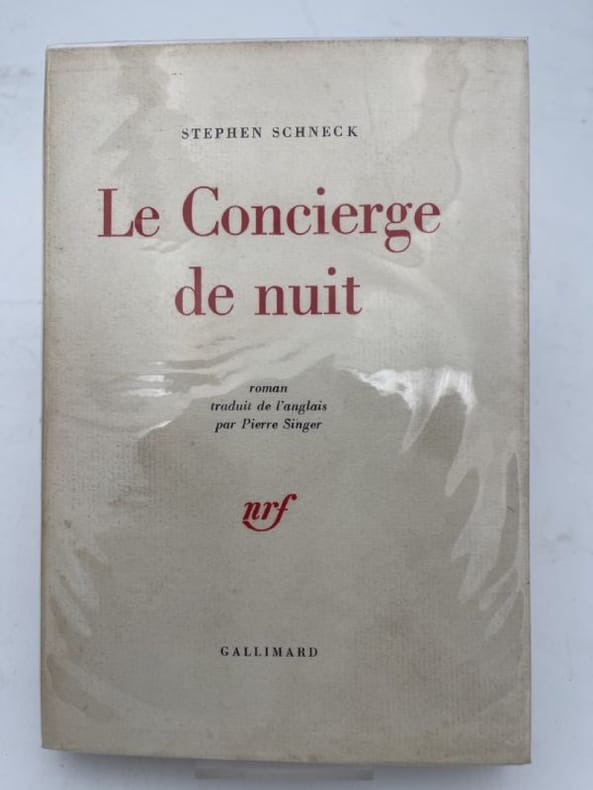 STEPHEN SCHNECK
Le Concierge
de nuit
roman
traduit de l'anglais
par Pierre Singer
nrf
GALLIMARD